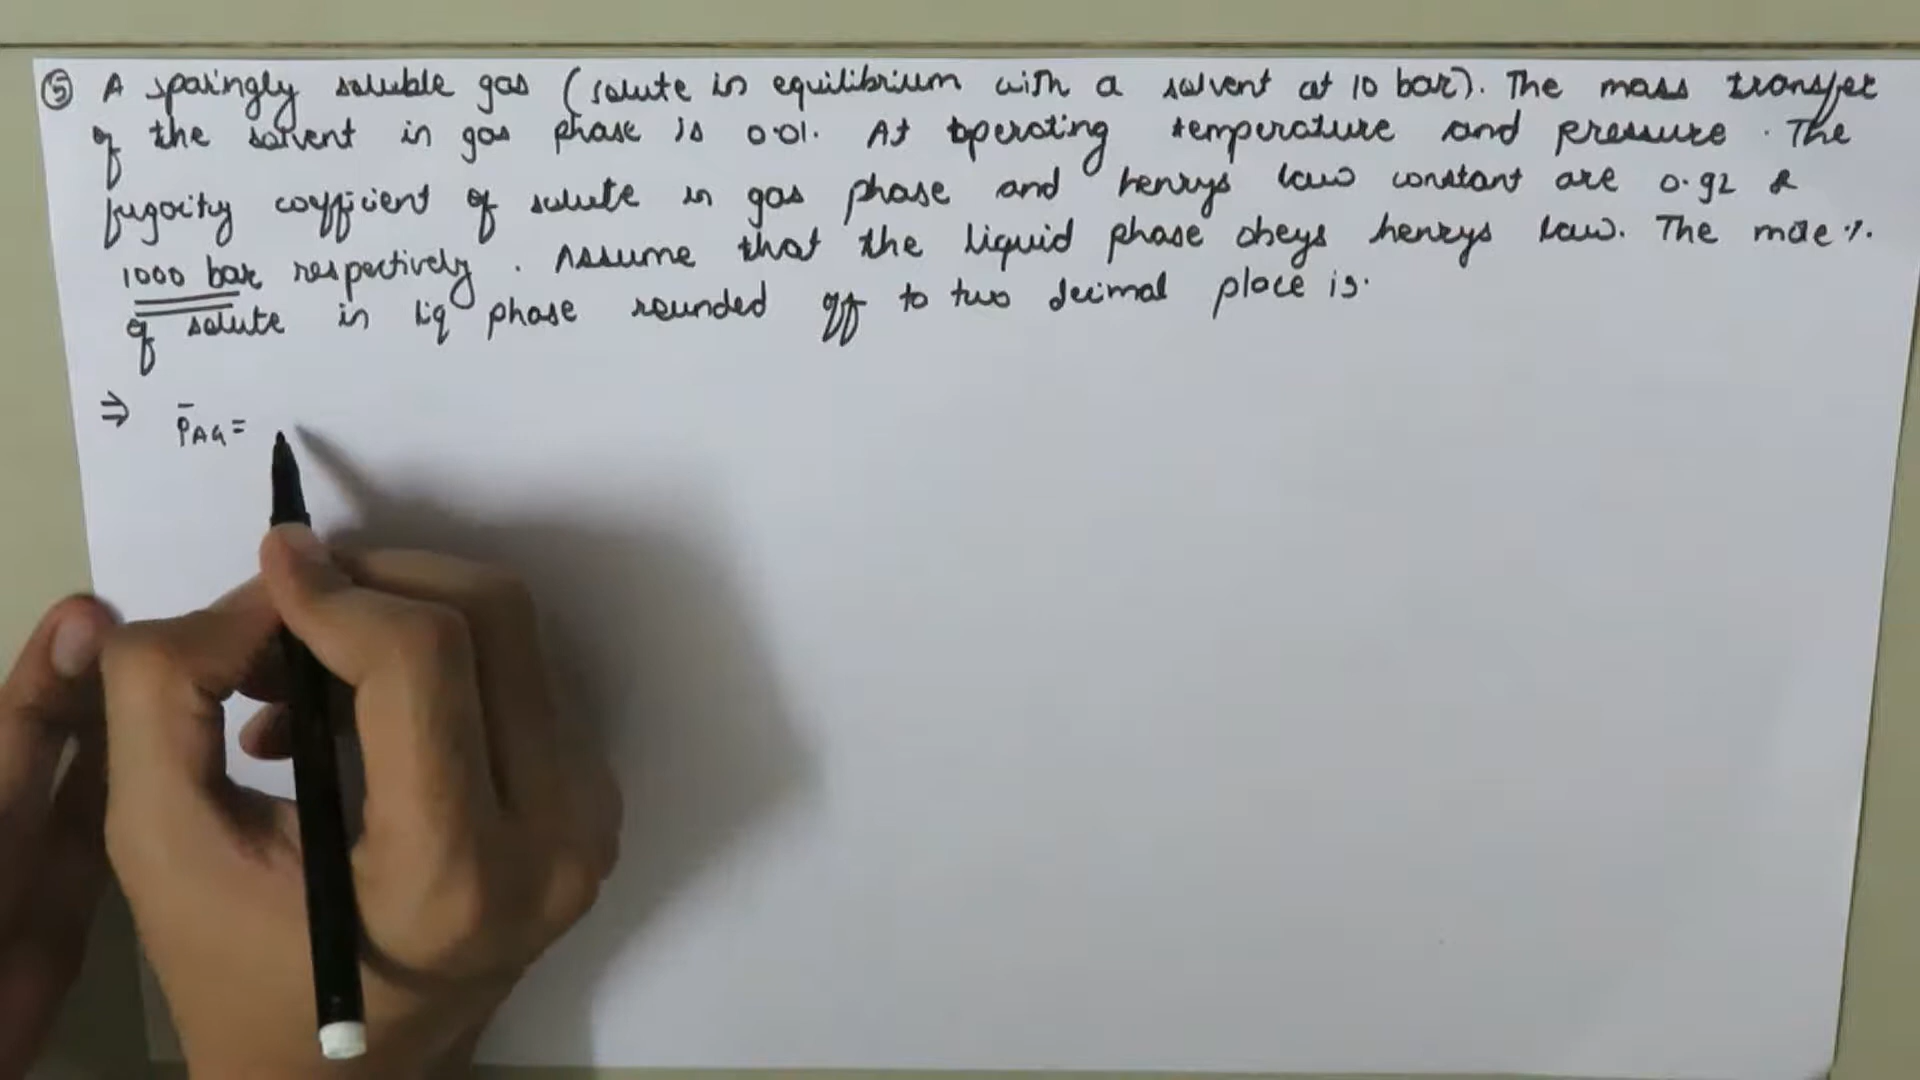 ⑤ A sparingly soluble gas (solute in equilibrium with a solvent at 10 bar). The mass transfer
of the solvent in gas phase is 0.01. At operating temperature and pressure. The
fugocity coefficient of solute in gas phase and henrys law constant are 0.92 &
1000 bar respectively. Assume that the liquid phase obeys henrys law. The mole %.
of solute in liq phase rounded off to two decimal place is.
⇒ p̄AG =